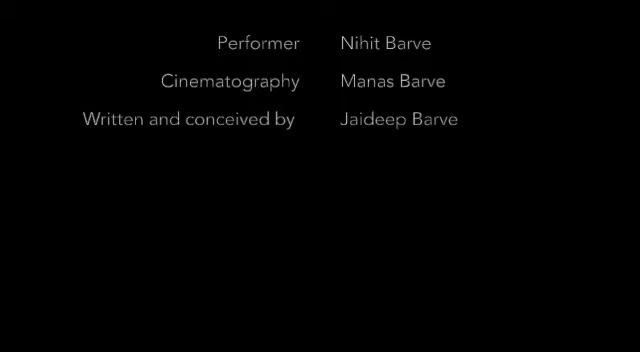 Performer Nihit Barve
Cinematography Manas Barve
Written and conceived by Jaideep Barve